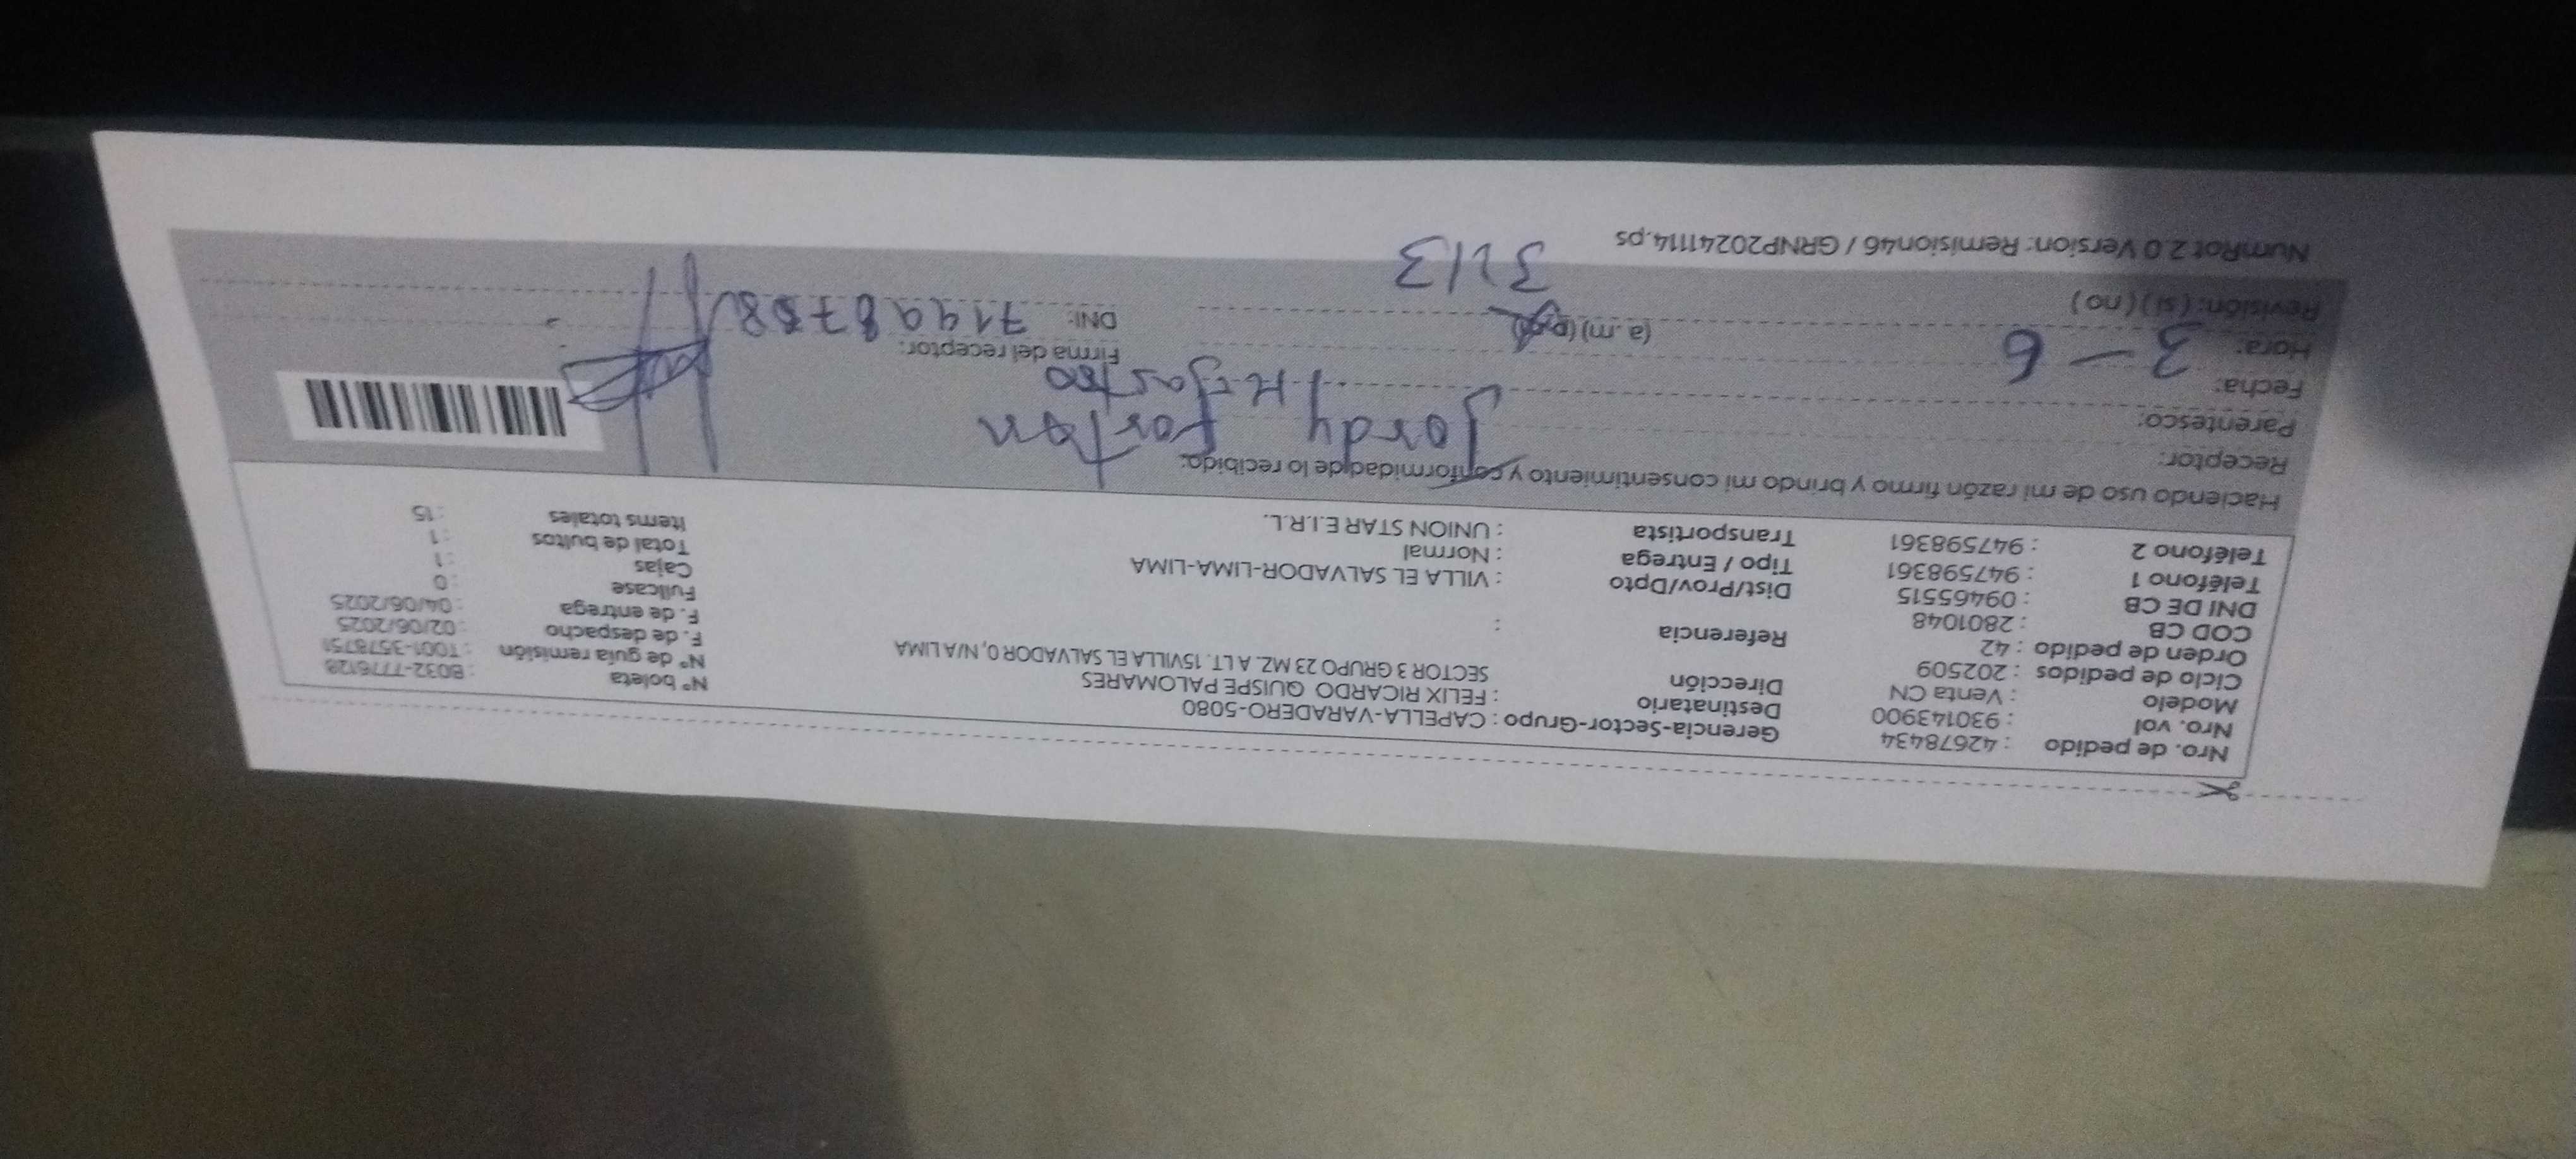 Nro. de pedido : 42678434 Gerencia-Sector-Grupo : CAPELLA-VARADERO-5080
Nro. vol : 930143900 Destinatario : FELIX RICARDO QUISPE PALOMARES Nº boleta : B032-7776128
Modelo : Venta CN Dirección SECTOR 3 GRUPO 23 MZ. A LT. 15VILLA EL SALVADOR 0, N/A LIMA Nº de guía remisión : T001-3578751
Ciclo de pedidos : 202509 F. de despacho : 02/06/2025
Orden de pedido : 42 Referencia : F. de entrega : 04/06/2025
COD CB : 2801048 Fullcase : 0
DNI DE CB : 09465515 Dist/Prov/Dpto : VILLA EL SALVADOR-LIMA-LIMA Cajas : 1
Teléfono 1 : 947598361 Tipo / Entrega : Normal Total de bultos : 1
Teléfono 2 : 947598361 Transportista : UNION STAR E.I.R.L. Items totales : 15
Haciendo uso de mi razón firmo y brindo mi consentimiento y conformidad de lo recibido:
Receptor: Jordy
Parentesco:
Fecha: 3-6 Firma del receptor:
Hora: (a.m) (p.m) DNI:
Revisión: ( si ) ( no ) 3213
NumRot 2.0 Version: Remision46 / GRNP20241114.ps